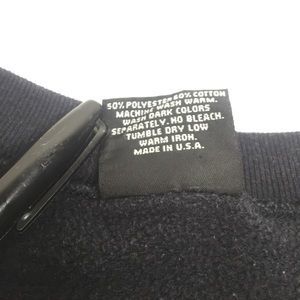 50% POLYESTER 50% COTTON
MACHINE WASH WARM.
WASH DARK COLORS
SEPARATELY. NO BLEACH.
TUMBLE DRY LOW
WARM IRON.
MADE IN U.S.A.